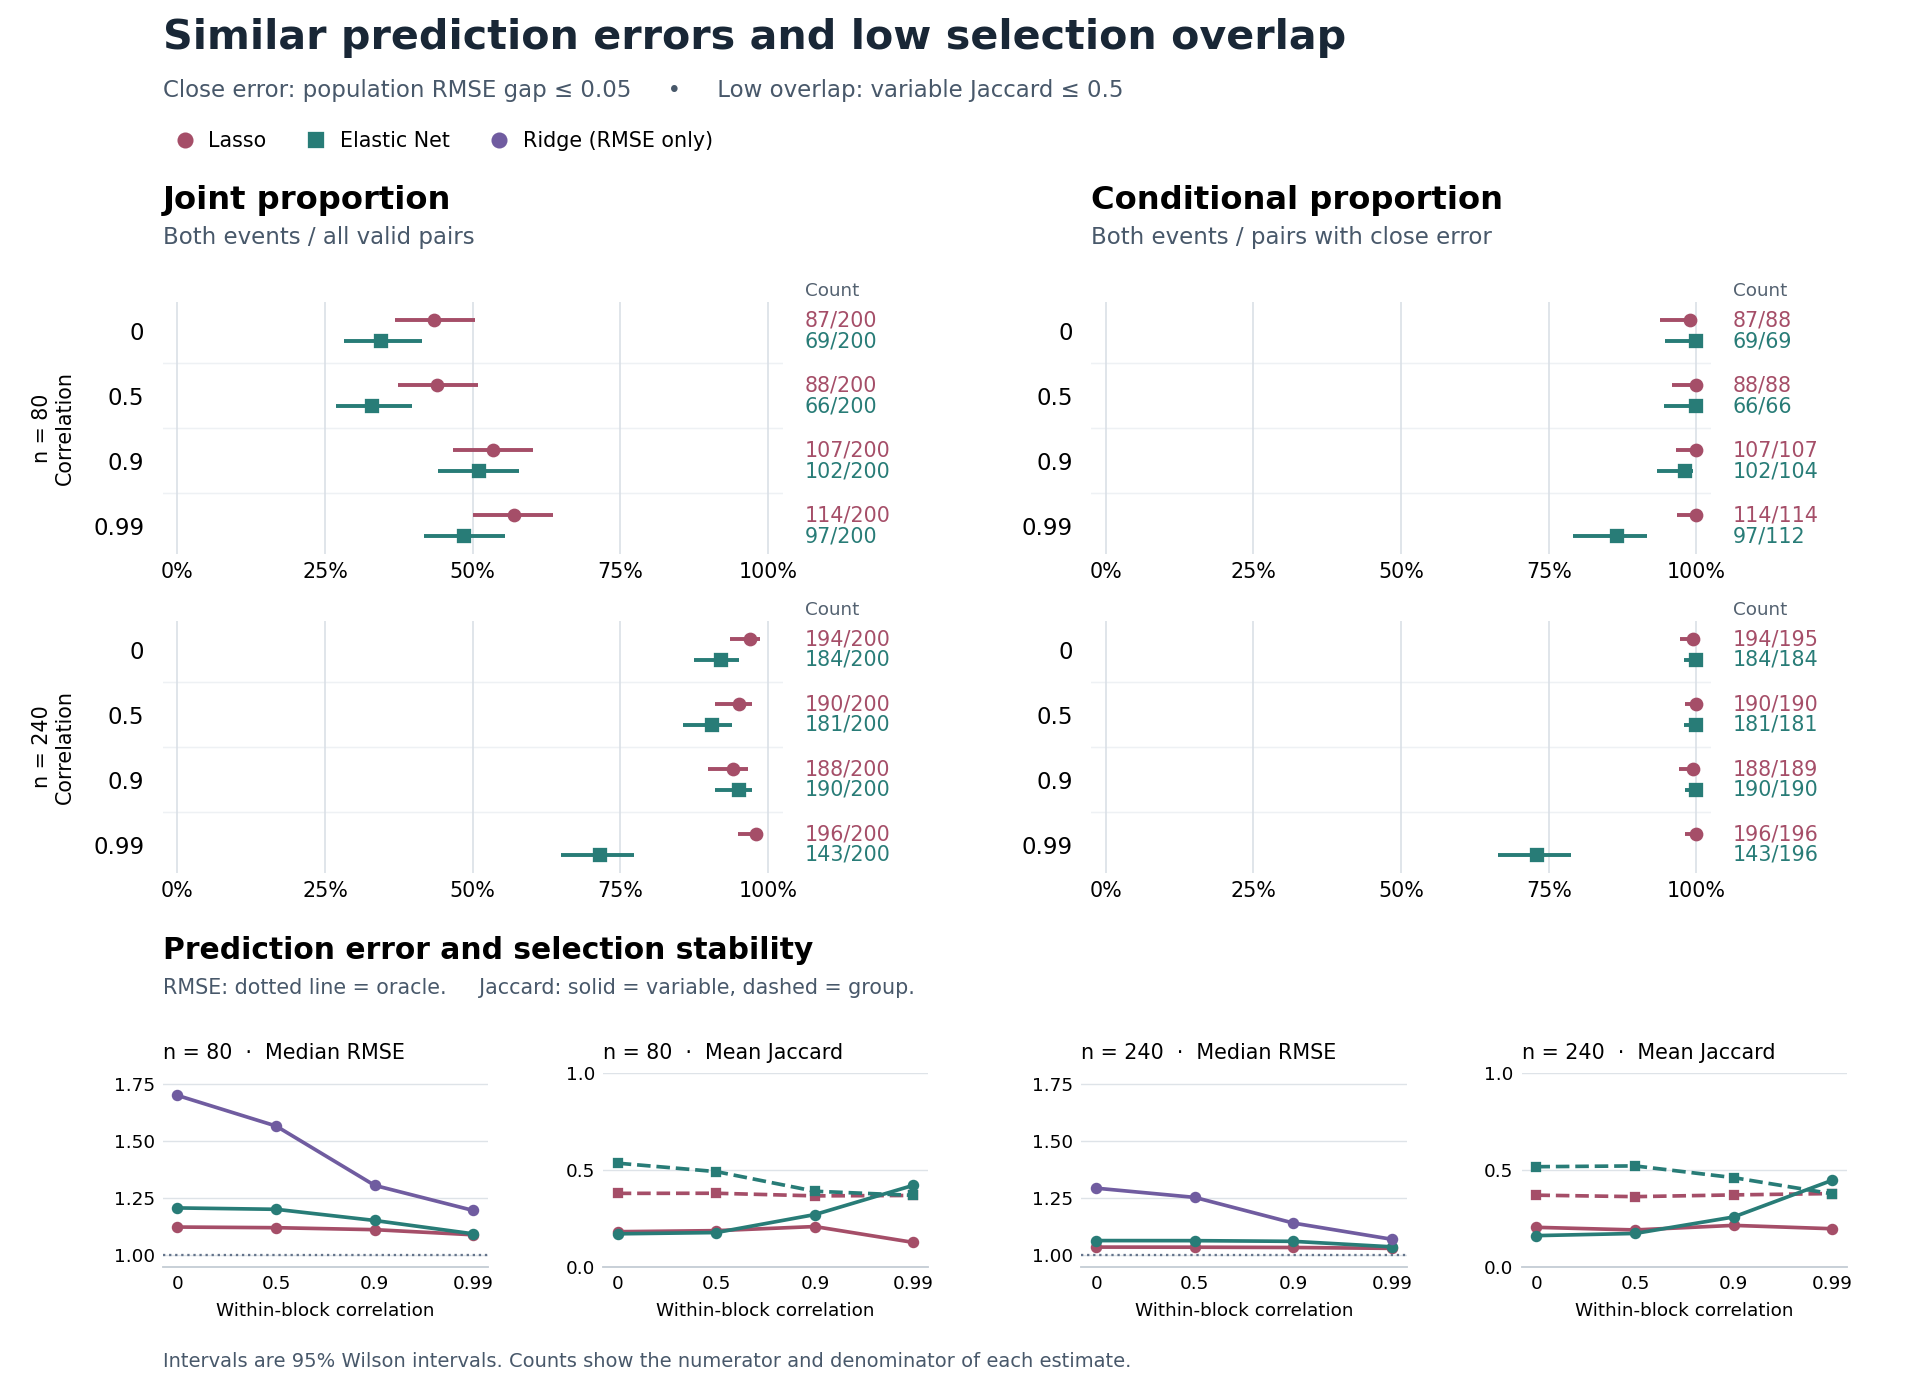 Similar prediction errors and low selection overlap
Close error: population RMSE gap ≤ 0.05 • Low overlap: variable Jaccard ≤ 0.5
Lasso Elastic Net Ridge (RMSE only)
Joint proportion
Both events / all valid pairs
Count
n = 80
Correlation
0
87/200
69/200
0.5
88/200
66/200
0.9
107/200
102/200
0.99
114/200
97/200
0% 25% 50% 75% 100%
Count
n = 240
Correlation
0
194/200
184/200
0.5
190/200
181/200
0.9
188/200
190/200
0.99
196/200
143/200
0% 25% 50% 75% 100%
Conditional proportion
Both events / pairs with close error
Count
0
87/88
69/69
0.5
88/88
66/66
0.9
107/107
102/104
0.99
114/114
97/112
0% 25% 50% 75% 100%
Count
0
194/195
184/184
0.5
190/190
181/181
0.9
188/189
190/190
0.99
196/196
143/196
0% 25% 50% 75% 100%
Prediction error and selection stability
RMSE: dotted line = oracle. Jaccard: solid = variable, dashed = group.
n = 80 · Median RMSE
1.75
1.50
1.25
1.00
0 0.5 0.9 0.99
Within-block correlation
n = 80 · Mean Jaccard
1.0
0.5
0.0
0 0.5 0.9 0.99
Within-block correlation
n = 240 · Median RMSE
1.75
1.50
1.25
1.00
0 0.5 0.9 0.99
Within-block correlation
n = 240 · Mean Jaccard
1.0
0.5
0.0
0 0.5 0.9 0.99
Within-block correlation
Intervals are 95% Wilson intervals. Counts show the numerator and denominator of each estimate.